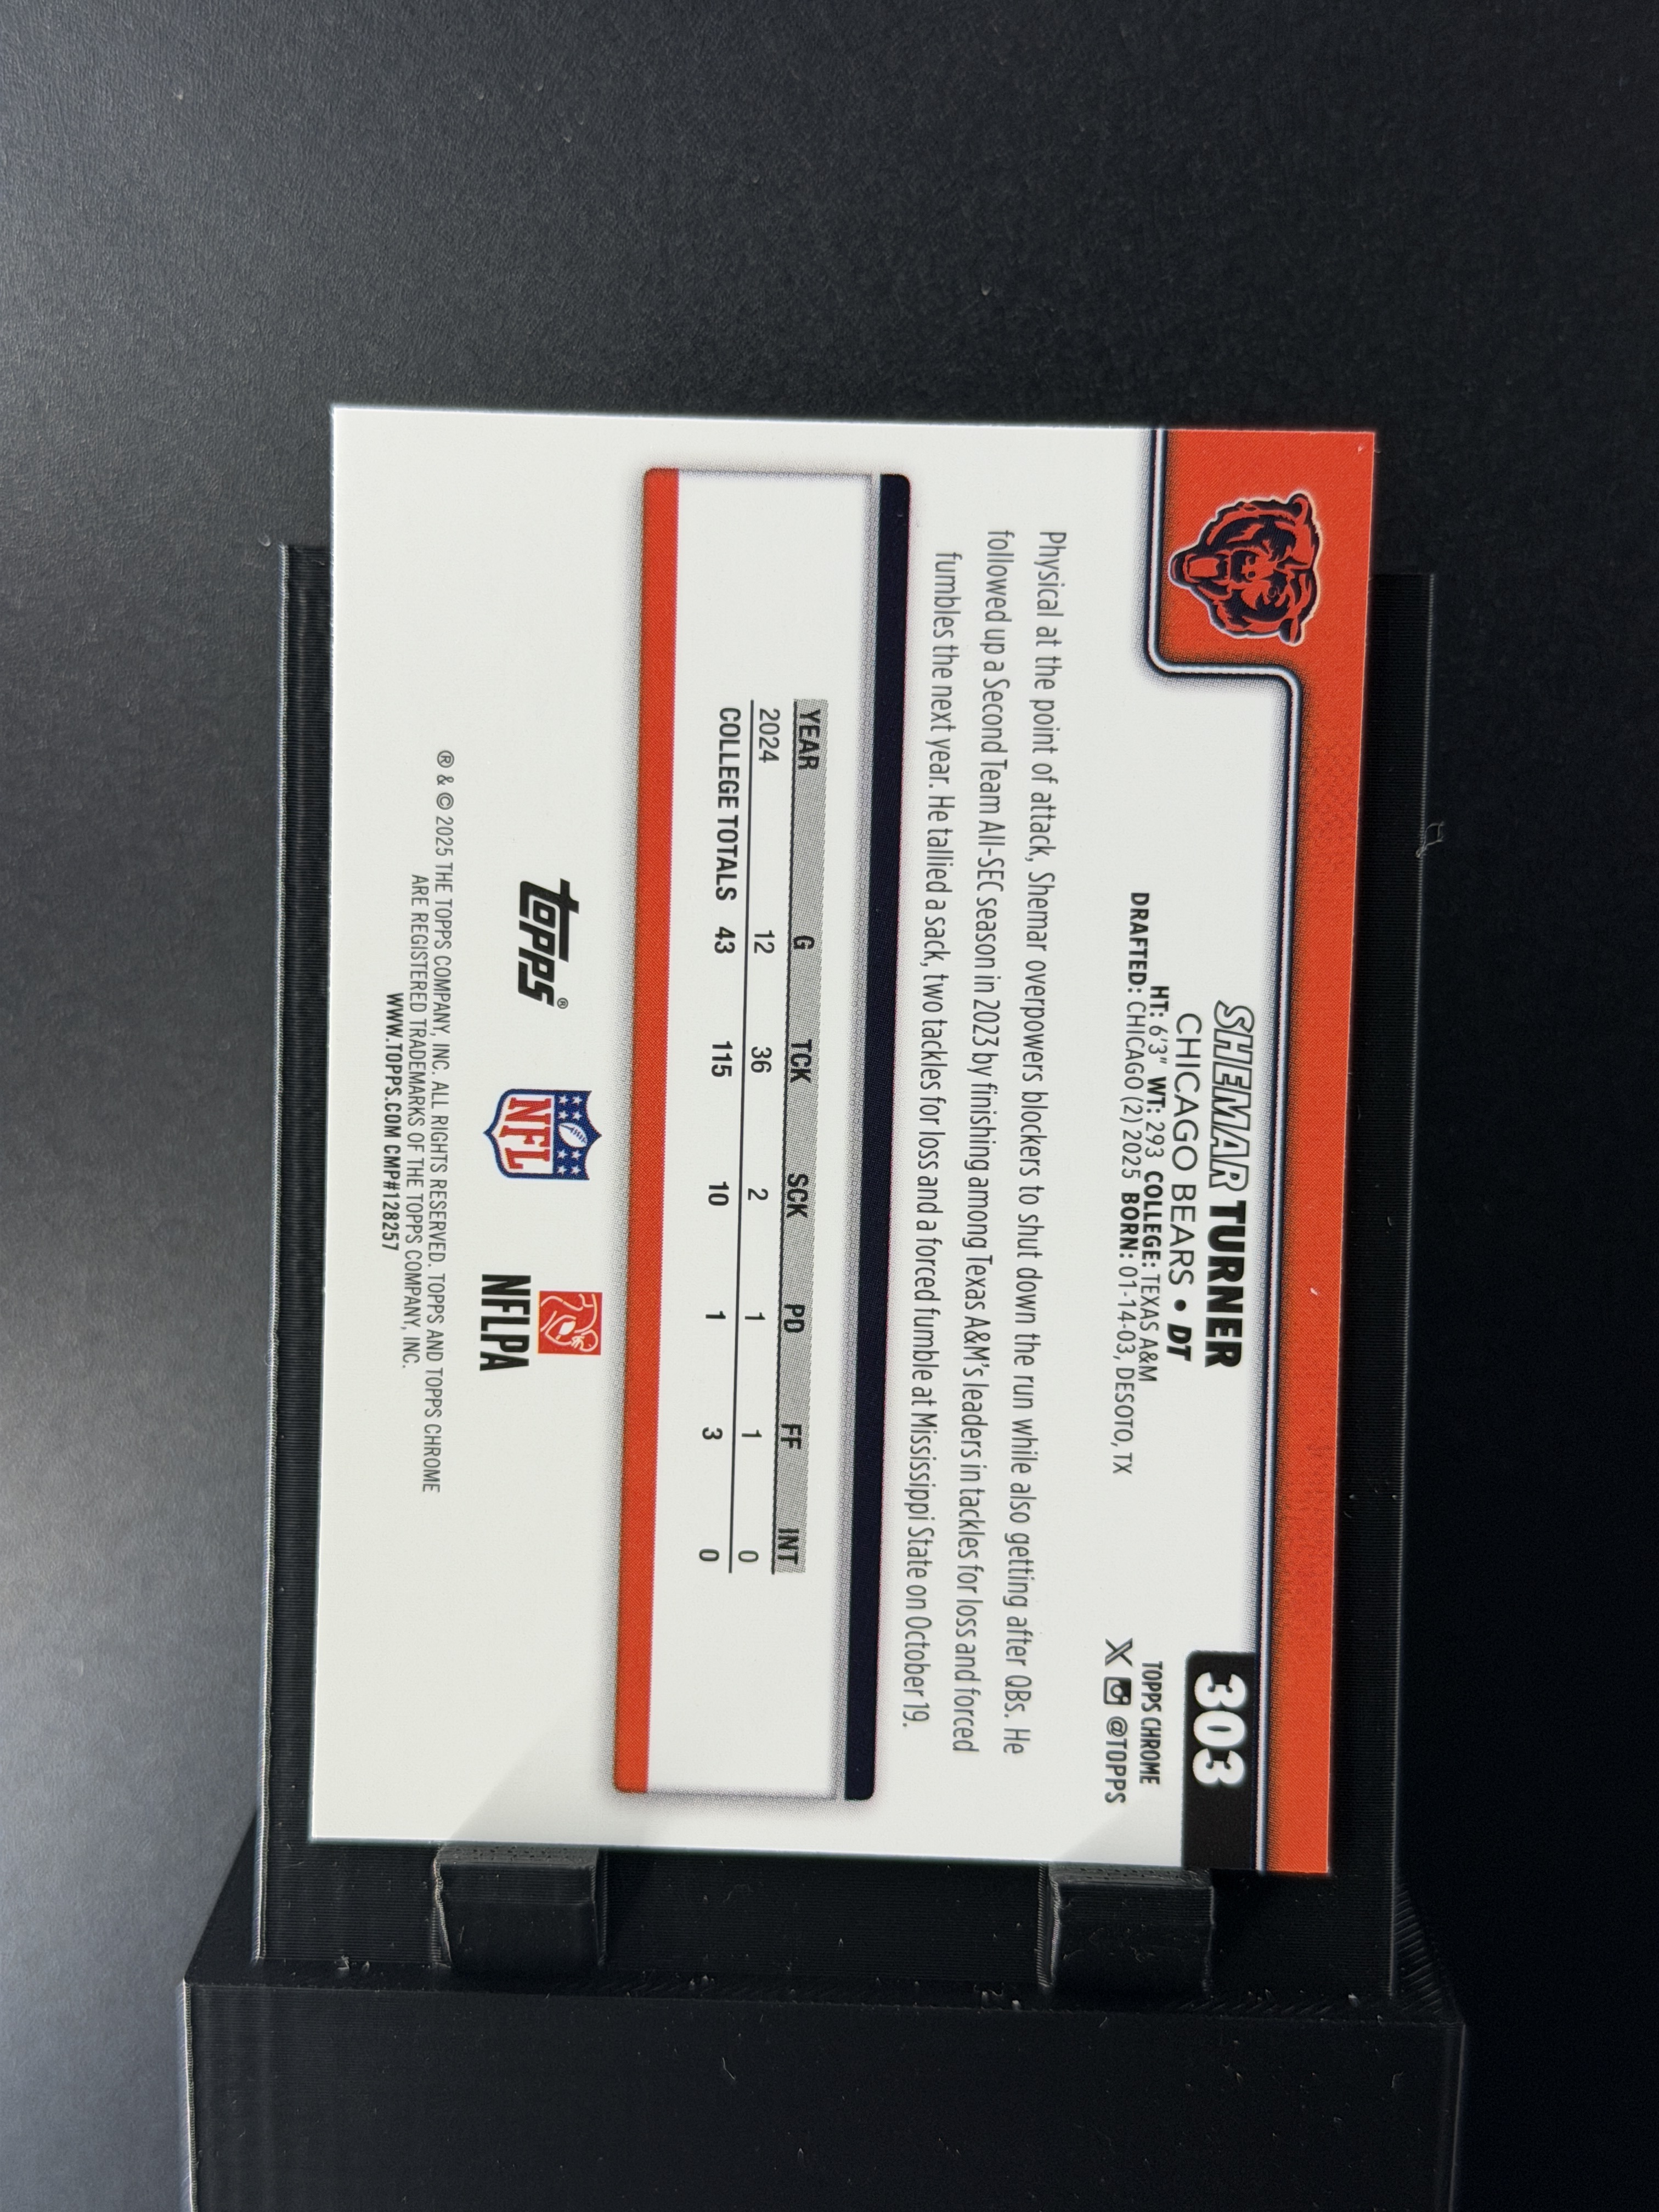 303
SHEMAR TURNER
CHICAGO BEARS • DT
HT: 6'3" WT: 293 COLLEGE: TEXAS A&M
DRAFTED: CHICAGO (2) 2025 BORN: 01-14-03, DESOTO, TX
TOPPS CHROME
X @TOPPS
Physical at the point of attack, Shemar overpowers blockers to shut down the run while also getting after QBs. He
followed up a Second Team All-SEC season in 2023 by finishing among Texas A&M's leaders in tackles for loss and forced
fumbles the next year. He tallied a sack, two tackles for loss and a forced fumble at Mississippi State on October 19.
YEAR G TCK SCK PD FF INT
2024 12 36 2 1 1 0
COLLEGE TOTALS 43 115 10 1 3 0
topps®
NFL
NFLPA
® & © 2025 THE TOPPS COMPANY, INC. ALL RIGHTS RESERVED. TOPPS AND TOPPS CHROME
ARE REGISTERED TRADEMARKS OF THE TOPPS COMPANY, INC.
WWW.TOPPS.COM CMP#128257